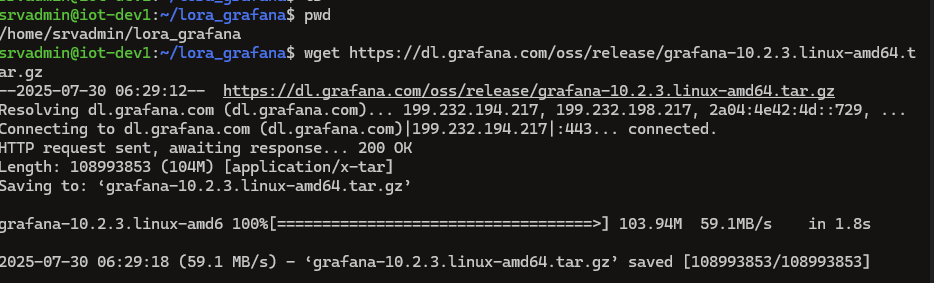 srvadmin@iot-dev1:~/lora_grafana$ pwd
/home/srvadmin/lora_grafana
srvadmin@iot-dev1:~/lora_grafana$ wget https://dl.grafana.com/oss/release/grafana-10.2.3.linux-amd64.t
ar.gz
--2025-07-30 06:29:12--  https://dl.grafana.com/oss/release/grafana-10.2.3.linux-amd64.tar.gz
Resolving dl.grafana.com (dl.grafana.com)... 199.232.194.217, 199.232.198.217, 2a04:4e42:4d::729, ...
Connecting to dl.grafana.com (dl.grafana.com)|199.232.194.217|:443... connected.
HTTP request sent, awaiting response... 200 OK
Length: 108993853 (104M) [application/x-tar]
Saving to: ‘grafana-10.2.3.linux-amd64.tar.gz’
grafana-10.2.3.linux-amd6 100%[===================================>] 103.94M  59.1MB/s    in 1.8s
2025-07-30 06:29:18 (59.1 MB/s) - ‘grafana-10.2.3.linux-amd64.tar.gz’ saved [108993853/108993853]